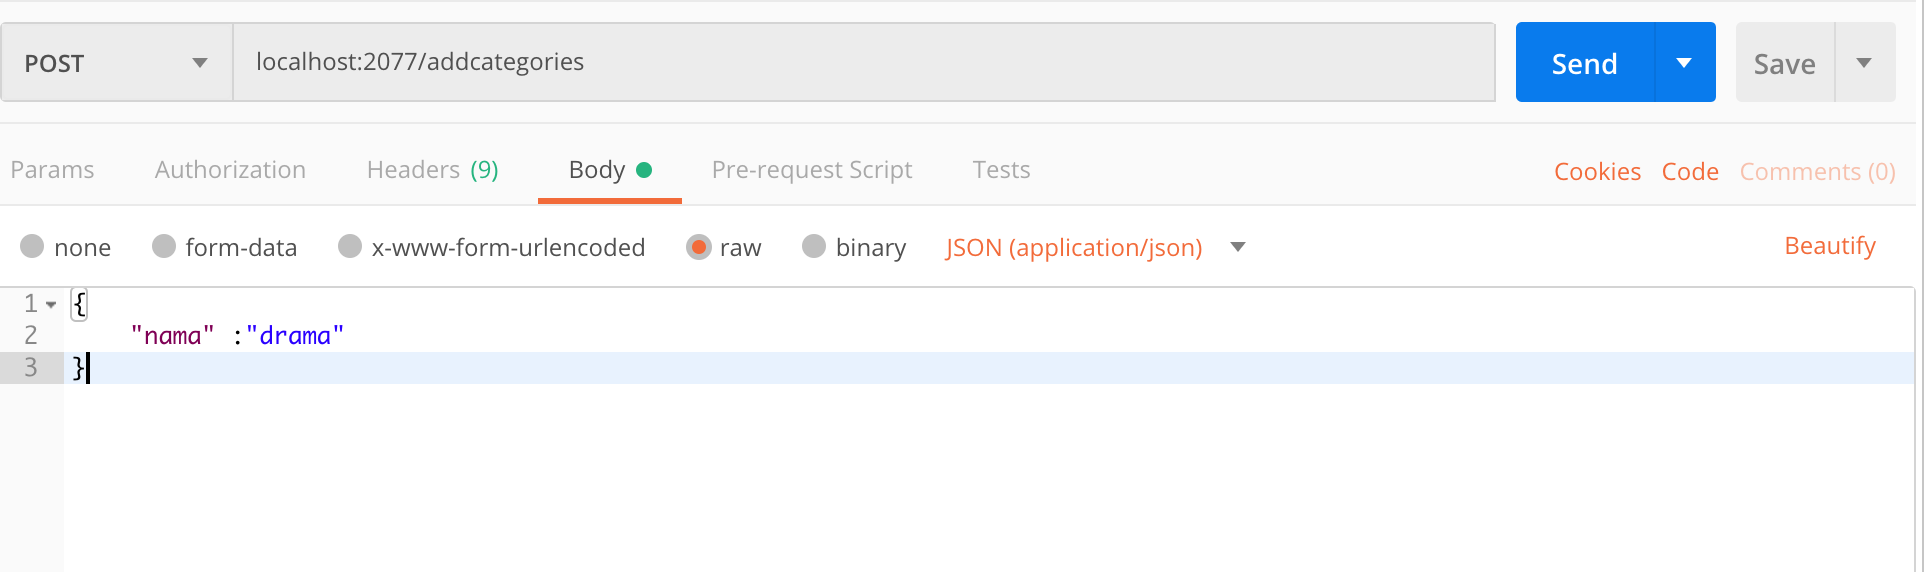 POST localhost:2077/addcategories Send Save
Params Authorization Headers (9) Body Pre-request Script Tests Cookies Code Comments (0)
none form-data x-www-form-urlencoded raw binary JSON (application/json) Beautify
1 {
2 "nama" :"drama"
3 }